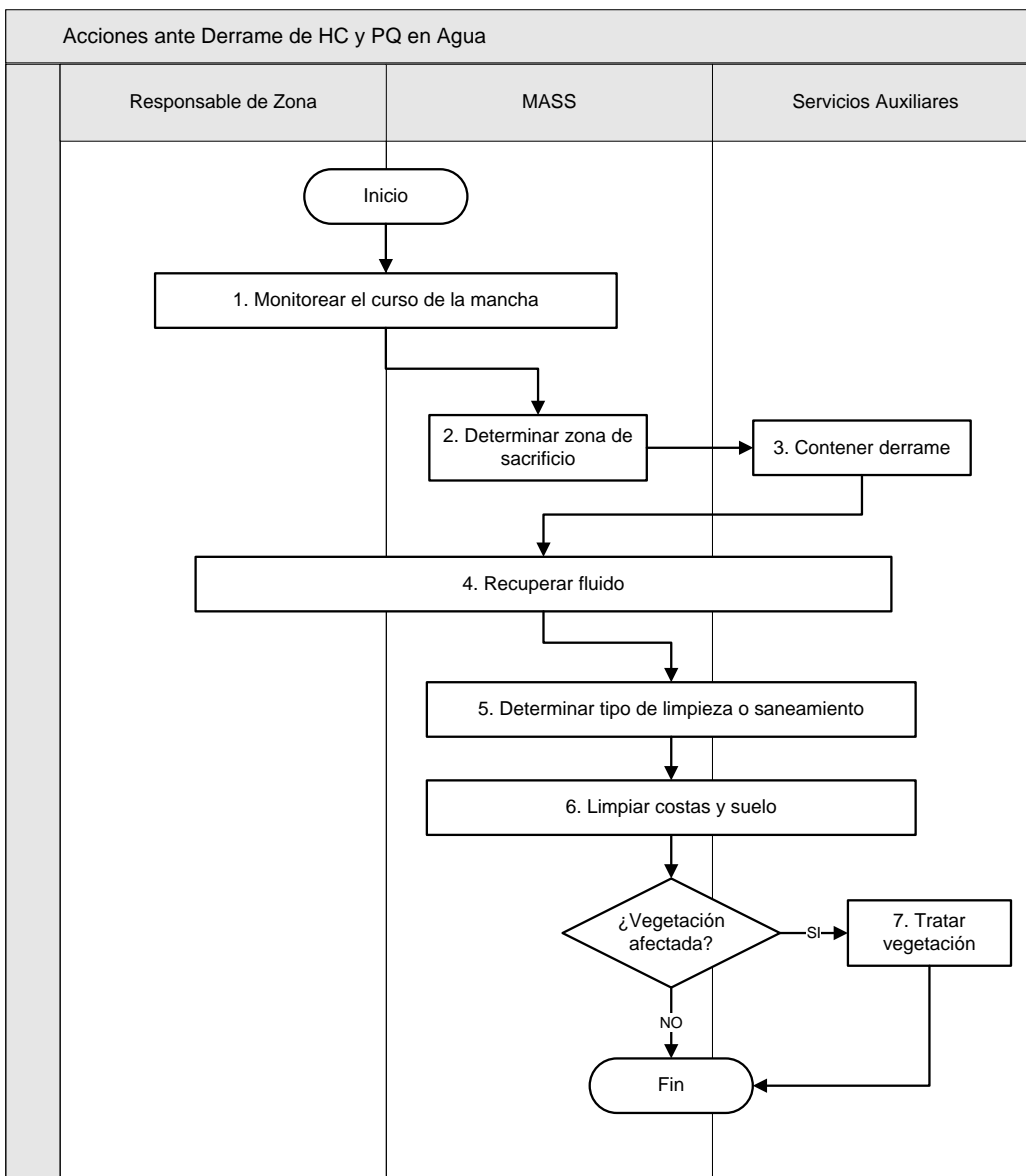 Acciones ante Derrame de HC y PQ en Agua
Responsable de Zona
MASS
Servicios Auxiliares
Inicio
1. Monitorear el curso de la mancha
2. Determinar zona de
sacrificio
3. Contener derrame
4. Recuperar fluido
5. Determinar tipo de limpieza o saneamiento
6. Limpiar costas y suelo
¿Vegetación
afectada?
SI
7. Tratar
vegetación
NO
Fin